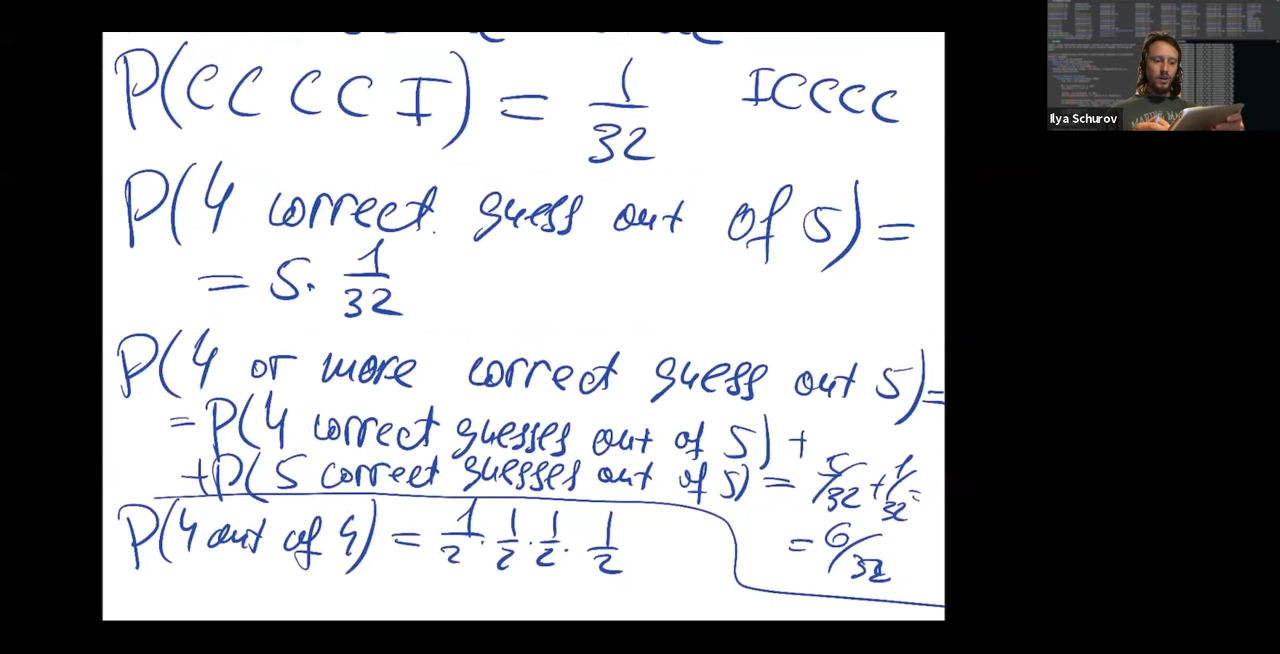 P(CCCCI) = 1/32 ICCCC
P(4 correct guess out of 5) =
= 5 · 1/32
P(4 or more correct guess out 5) =
= P(4 correct guesses out of 5) +
+ P(5 correct guesses out of 5) = 5/32 + 1/32 =
= 6/32
P(4 out of 4) = 1/2 · 1/2 · 1/2 · 1/2
Ilya Schurov